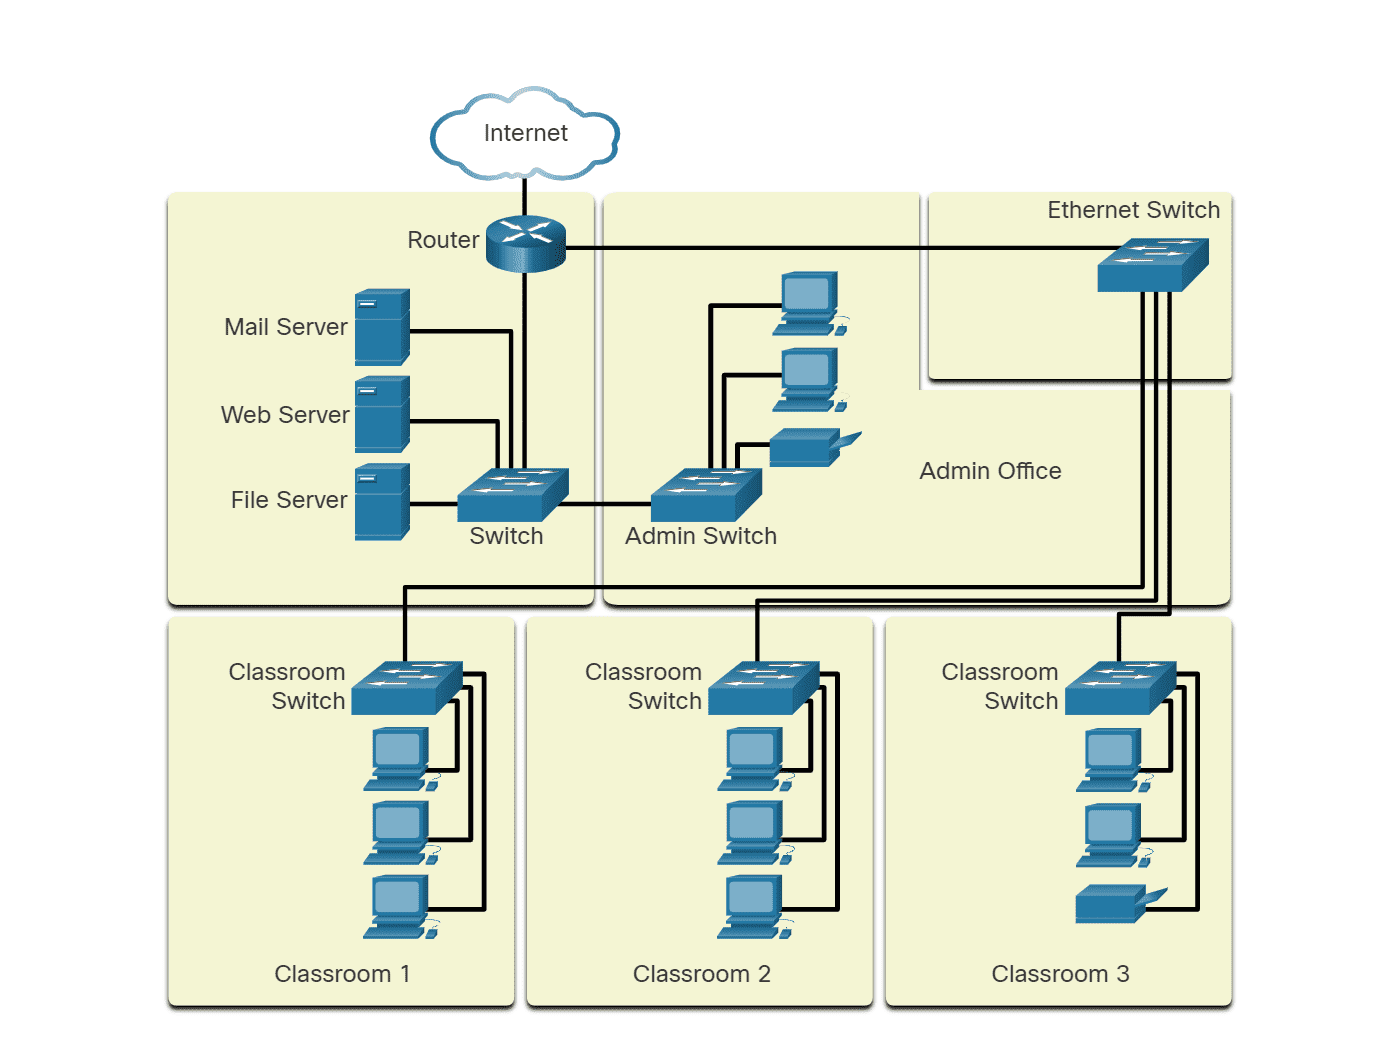 Internet
Ethernet Switch
Router
Mail Server
Web Server
File Server
Admin Office
Switch
Admin Switch
Classroom
Switch
Classroom
Switch
Classroom
Switch
Classroom 1
Classroom 2
Classroom 3